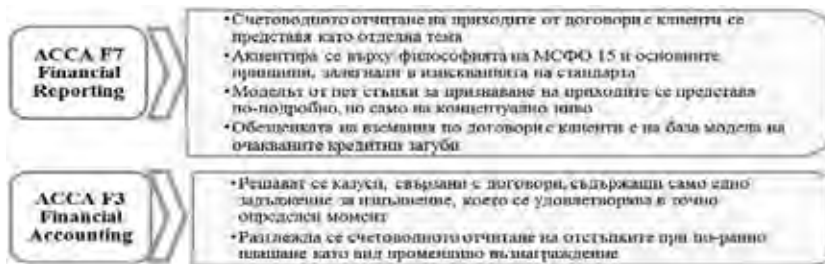 ACCA F7
Financial
Reporting
•Счетоводното отчитане на приходите от договори с клиенти се
представя като отделна тема
•Акцентира се върху философията на МСФО 15 и основните
принципи, залегнали в изискванията на стандарта
•Моделът от пет стъпки за признаване на приходите се представя
по-подробно, но само на концептуално ниво
•Обезценката на вземания по договори с клиенти е на база модела на
очакваните кредитни загуби
ACCA F3
Financial
Accounting
•Решават се казуси, свързани с договори, съдържащи само едно
задължение за изпълнение, което се удовлетворява в точно
определен момент
•Разглежда се счетоводното отчитане на отстъпките при по-ранно
плащане като вид променливо възнаграждение